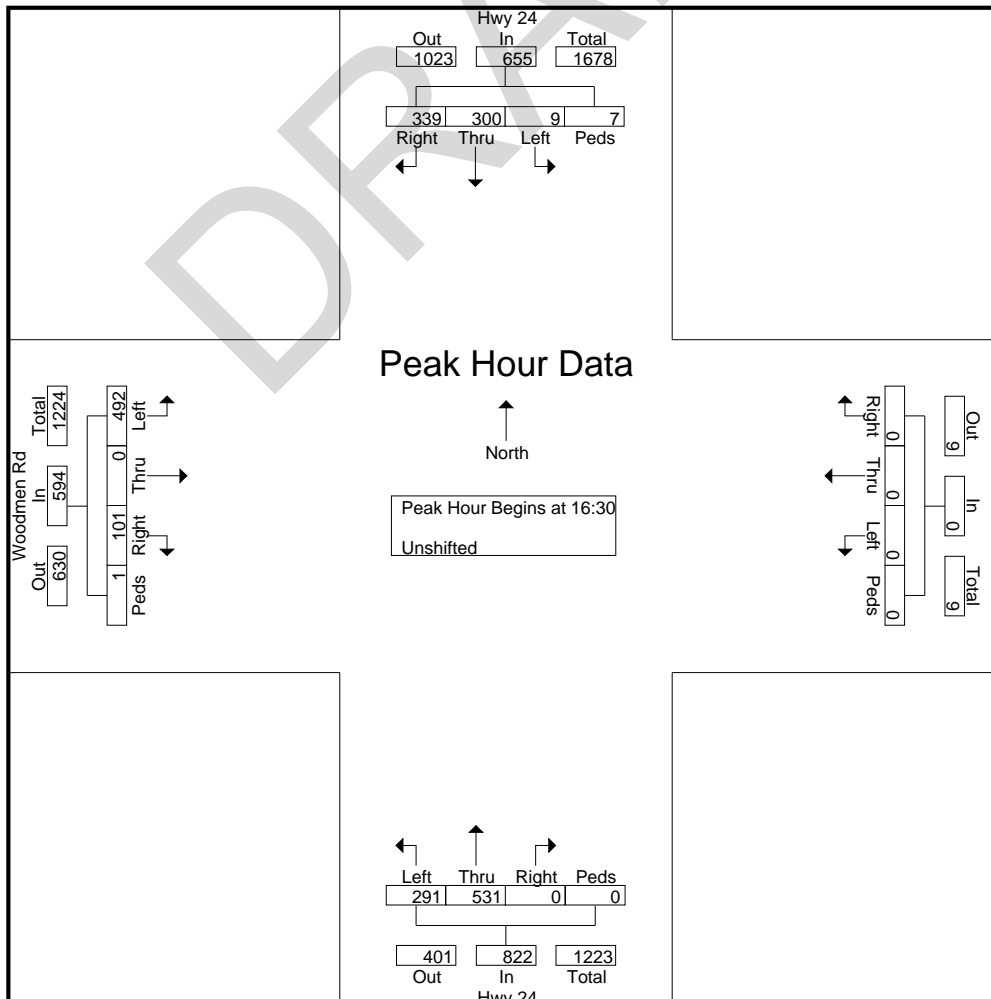 DRA
Hwy 24
Out In Total
1023 655 1678
339 300 9 7
Right Thru Left Peds
Peak Hour Data
North
Peak Hour Begins at 16:30
Unshifted
Woodmen Rd
Total In Out
1224 594 630
492 0 101 1
Left Thru Right Peds
Right Thru Left Peds
0 0 0 0
Out In Total
9 0 9
Left Thru Right Peds
291 531 0 0
401 822 1223
Out In Total
Hwy 24